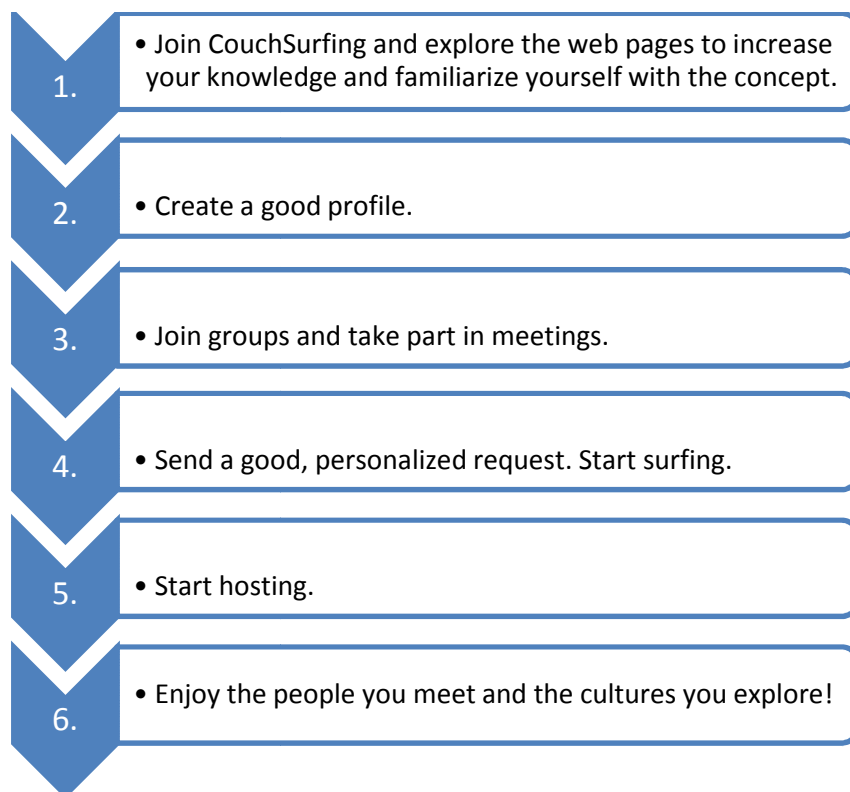 1.
• Join CouchSurfing and explore the web pages to increase
your knowledge and familiarize yourself with the concept.
2.
• Create a good profile.
3.
• Join groups and take part in meetings.
4.
• Send a good, personalized request. Start surfing.
5.
• Start hosting.
6.
• Enjoy the people you meet and the cultures you explore!